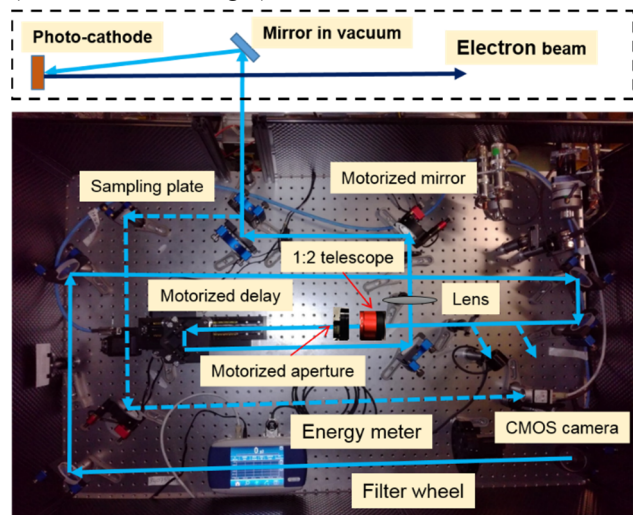 Photo-cathode
Mirror in vacuum
Electron beam
Sampling plate
Motorized mirror
1:2 telescope
Motorized delay
Lens
Motorized aperture
Energy meter
CMOS camera
Filter wheel